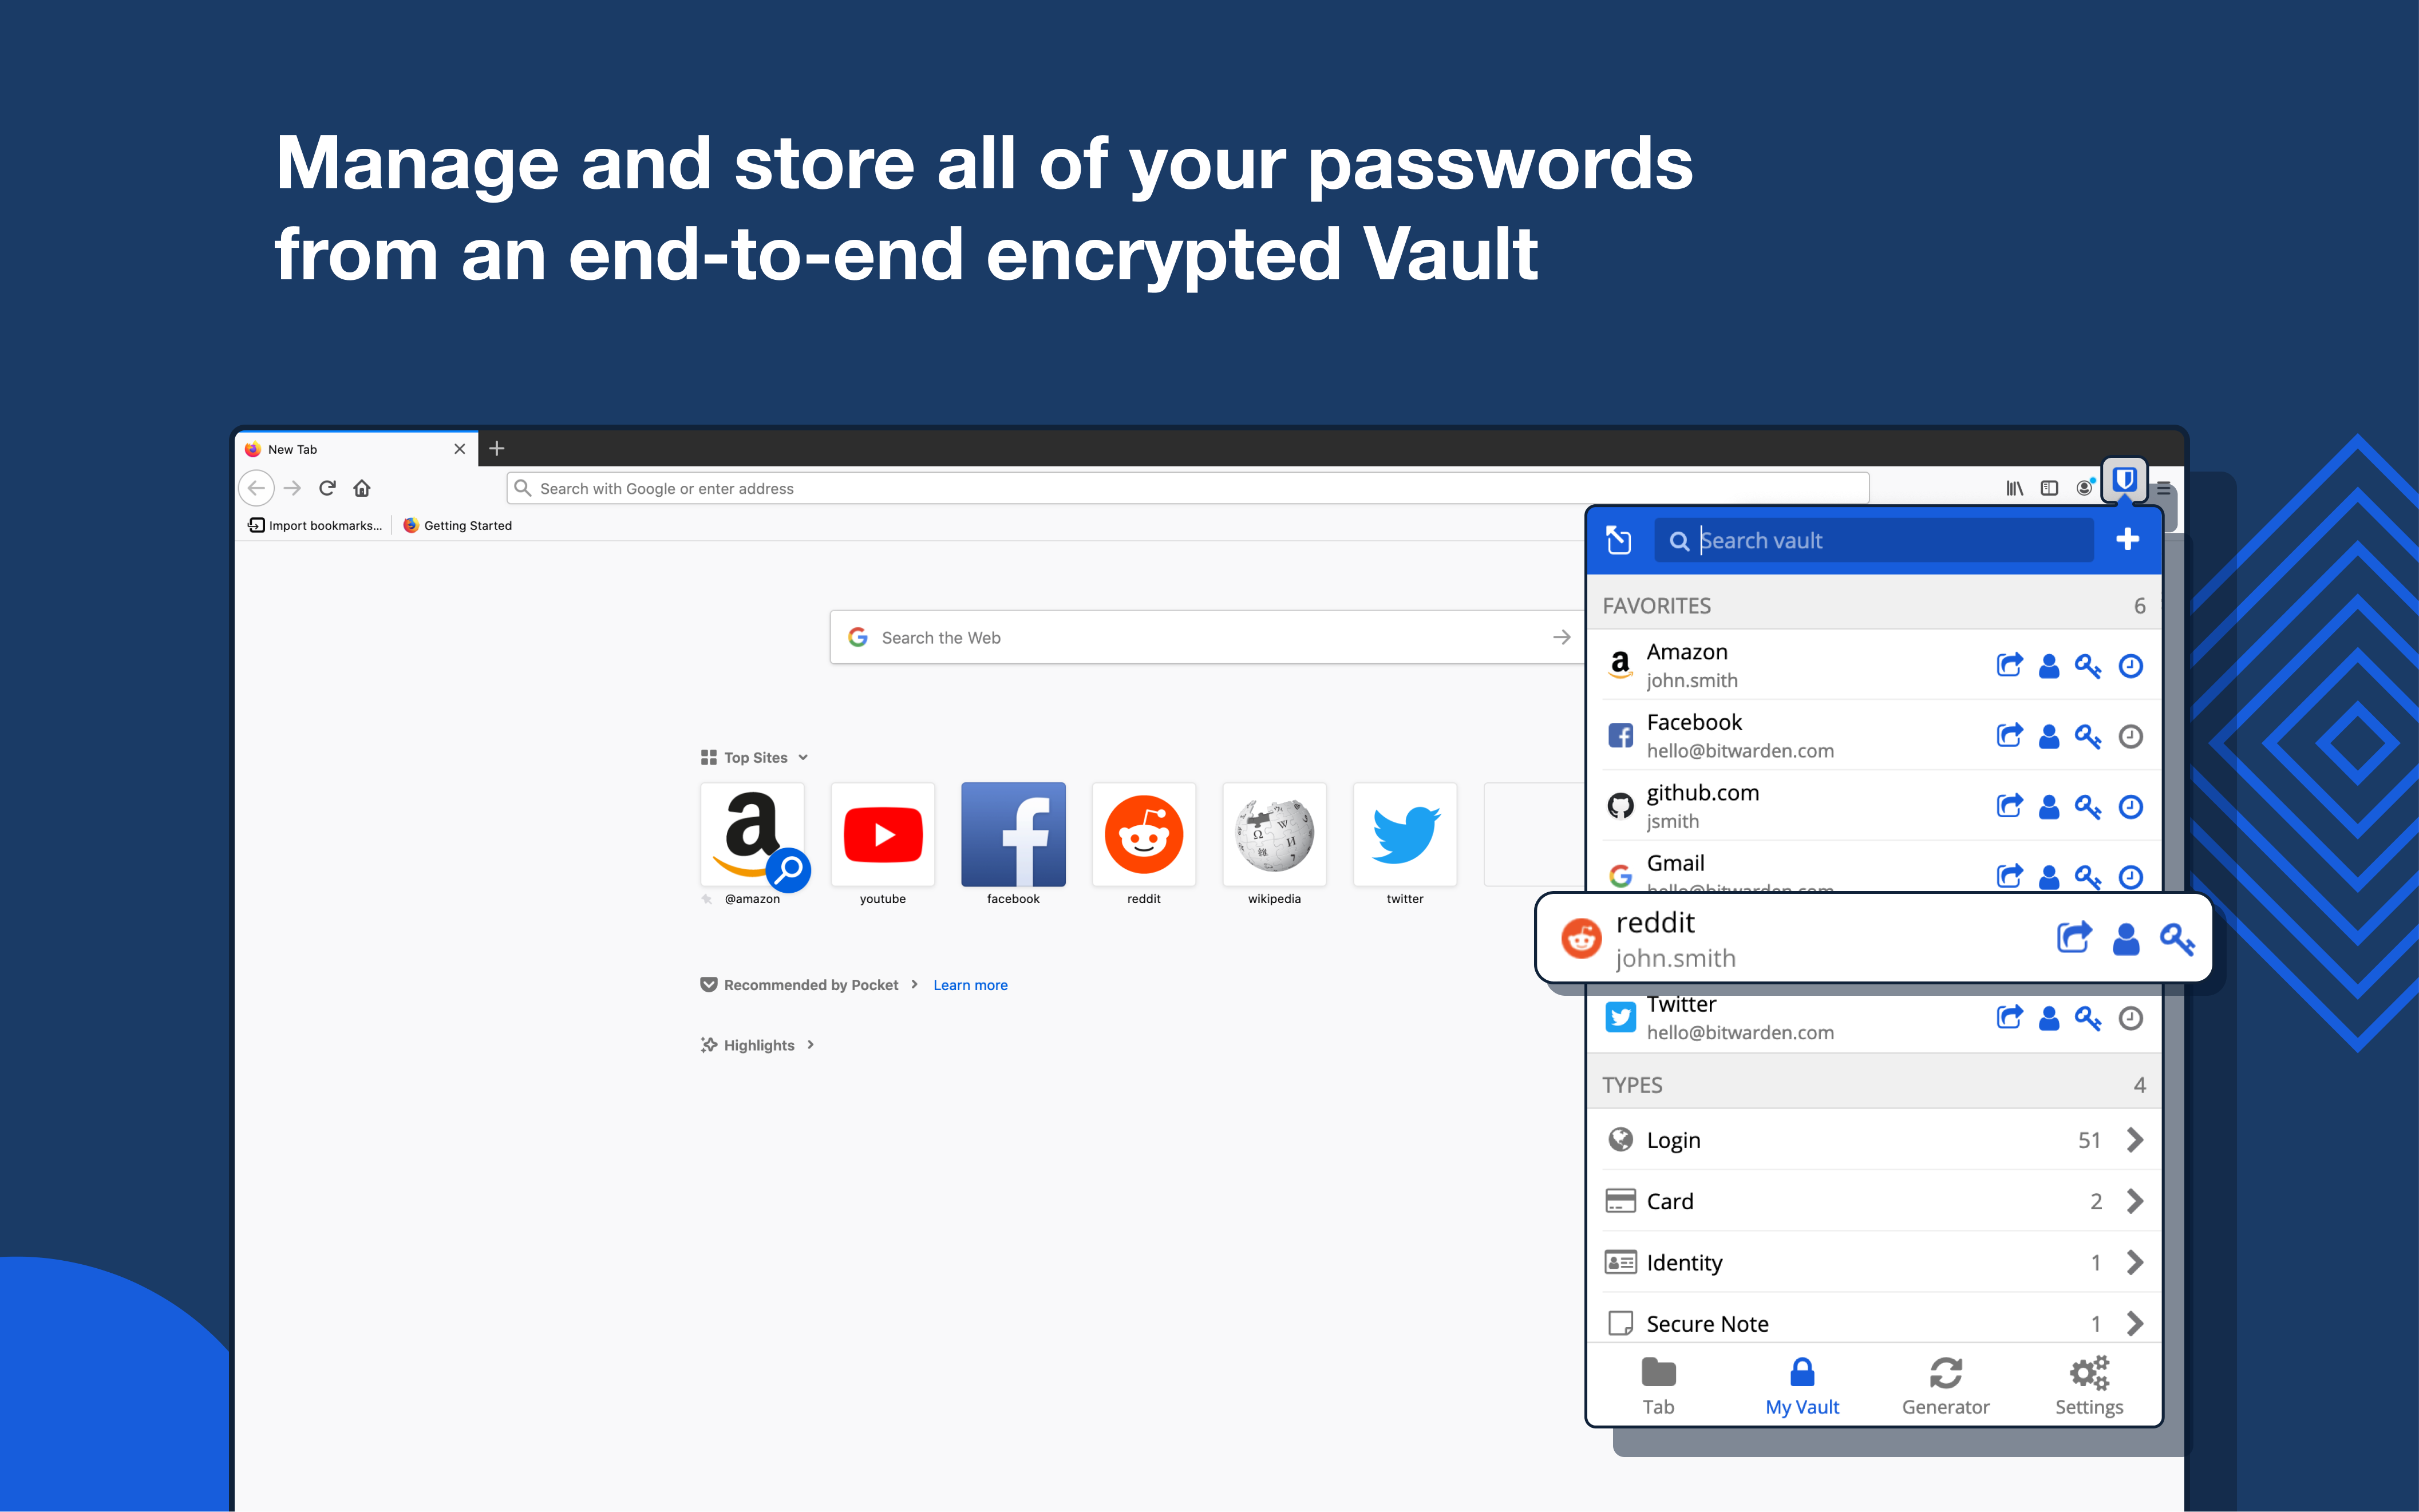 Manage and store all of your passwords
from an end-to-end encrypted Vault
New Tab
Search with Google or enter address
Import bookmarks...
Getting Started
Search vault
FAVORITES 6
Search the Web
Amazon
john.smith
Facebook
hello@bitwarden.com
github.com
jsmith
Gmail
hello@bitwarden.com
reddit
john.smith
Twitter
hello@bitwarden.com
Top Sites
@amazon
youtube
facebook
reddit
wikipedia
twitter
Recommended by Pocket
Learn more
Highlights
TYPES 4
Login 51
Card 2
Identity 1
Secure Note 1
Tab
My Vault
Generator
Settings